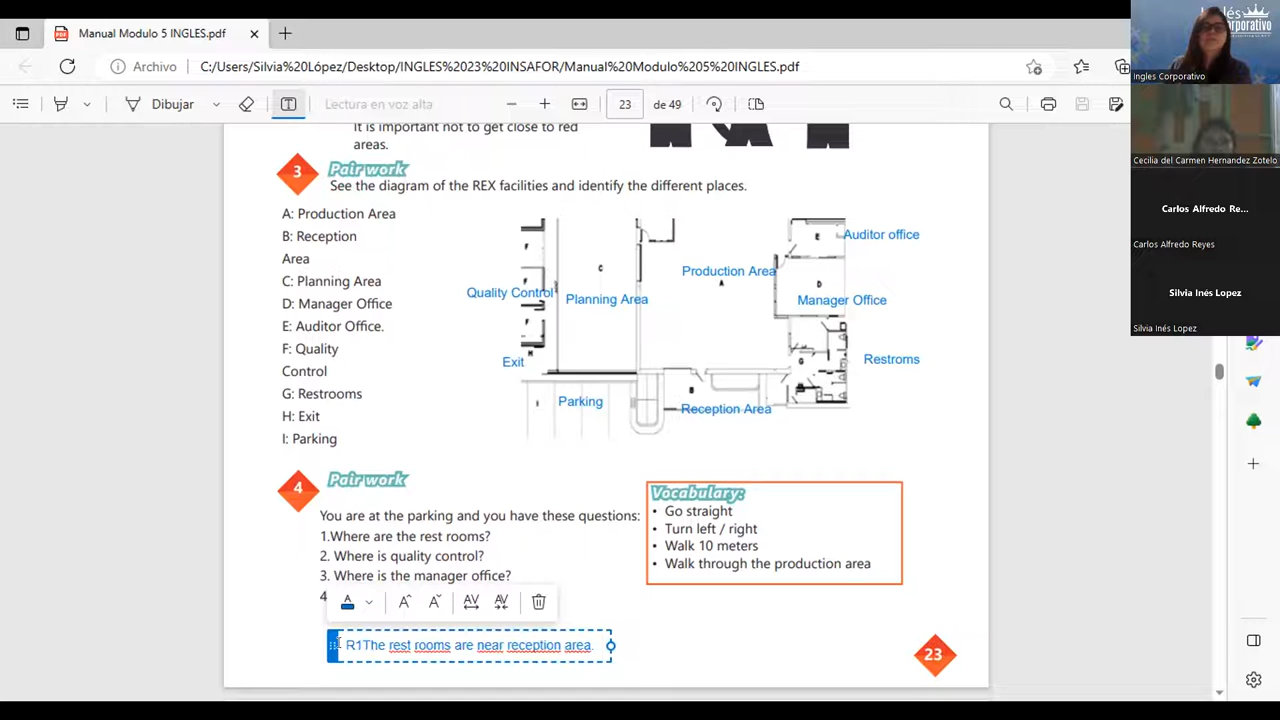 Manual Modulo 5 INGLES.pdf
Archivo
C:/Users/Silvia%20López/Desktop/INGLES%2023%20INSAFOR/Manual%20Modulo%205%20INGLES.pdf
Dibujar
Lectura en voz alta
23 de 49
It is important not to get close to red
areas.
3
Pair work
See the diagram of the REX facilities and identify the different places.
A: Production Area
B: Reception
Area
C: Planning Area
D: Manager Office
E: Auditor Office.
F: Quality
Control
G: Restrooms
H: Exit
I: Parking
Auditor office
Production Area
Quality Control
Planning Area
Manager Office
Exit
Restroms
Parking
Reception Area
F
F
F
H
C
A
E
D
G
B
I
4
Pair work
You are at the parking and you have these questions:
1.Where are the rest rooms?
2. Where is quality control?
3. Where is the manager office?
4
Vocabulary:
• Go straight
• Turn left / right
• Walk 10 meters
• Walk through the production area
A
A
A
AV
AV
R1The rest rooms are near reception area.
23
Inglés
Corporativo
Ingles Corporativo
Cecilia del Carmen Hernandez Zotelo
Carlos Alfredo Re...
Carlos Alfredo Reyes
Silvia Inés Lopez
Silvia Inés Lopez